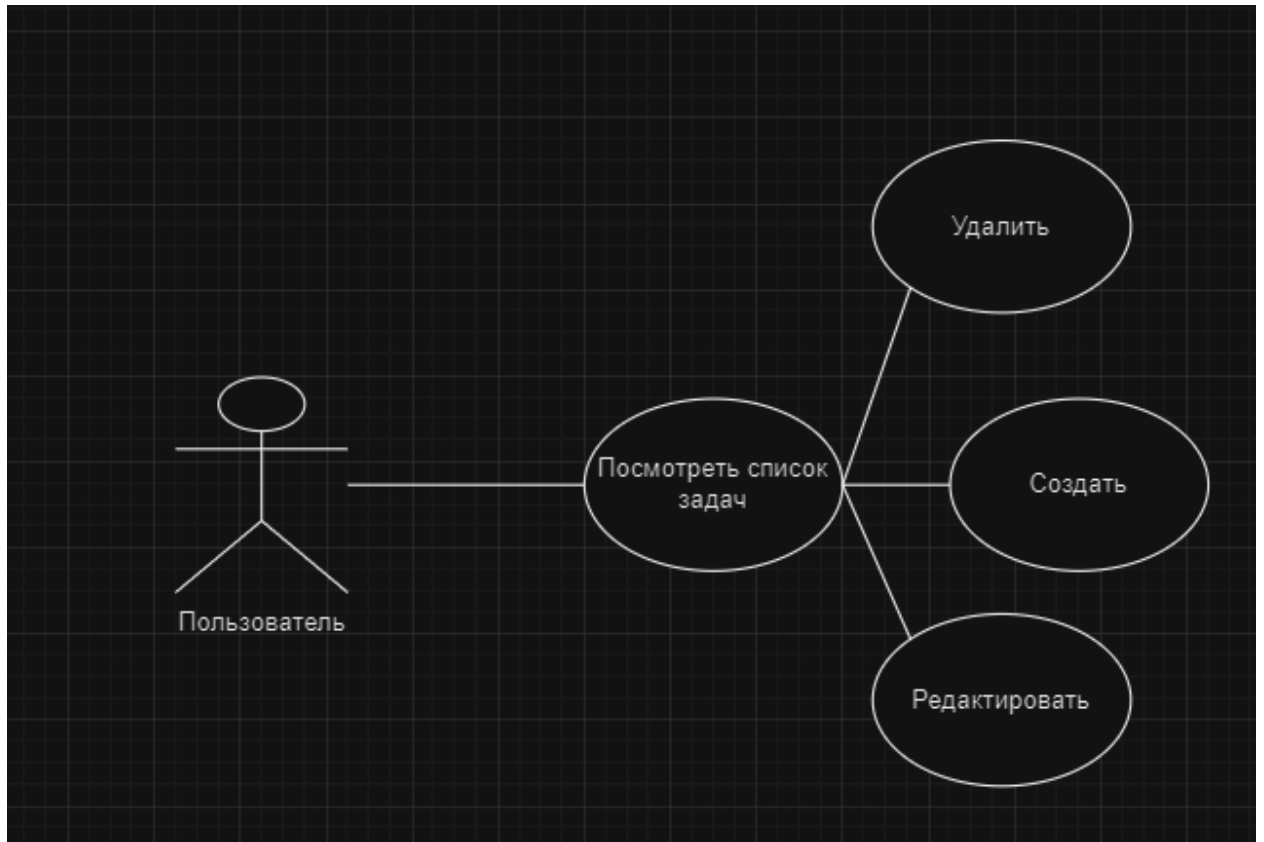 Удалить
Посмотреть список
задач
Создать
Пользователь
Редактировать